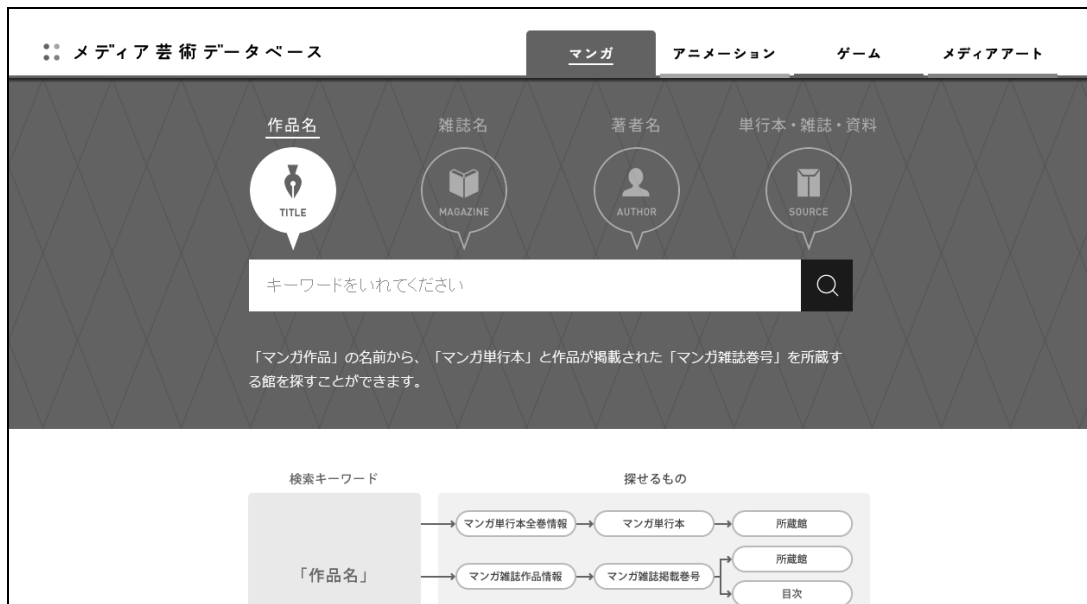 メディア芸術データベース
マンガ
アニメーション
ゲーム
メディアアート
作品名
雑誌名
著者名
単行本・雑誌・資料
TITLE
MAGAZINE
AUTHOR
SOURCE
キーワードをいれてください
「マンガ作品」の名前から、「マンガ単行本」と作品が掲載された「マンガ雑誌巻号」を所蔵す
る館を探すことができます。
検索キーワード
探せるもの
マンガ単行本全巻情報
マンガ単行本
所蔵館
「作品名」
マンガ雑誌作品情報
マンガ雑誌掲載巻号
所蔵館
目次